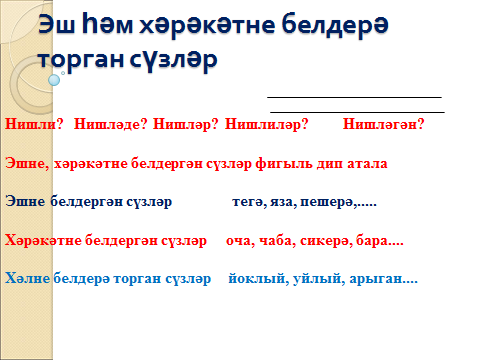 Эш һәм хәрәкәтне белдерә
торган сүзләр
Нишли? Нишләде? Нишләр? Нишлиләр? Нишләгән?
Эшне, хәрәкәтне белдергән сүзләр фигыль дип атала
Эшне белдергән сүзләр тегә, яза, пешерә,.....
Хәрәкәтне белдергән сүзләр оча, чаба, сикерә, бара....
Хәлне белдерә торган сүзләр йоклый, уйлый, арыган....